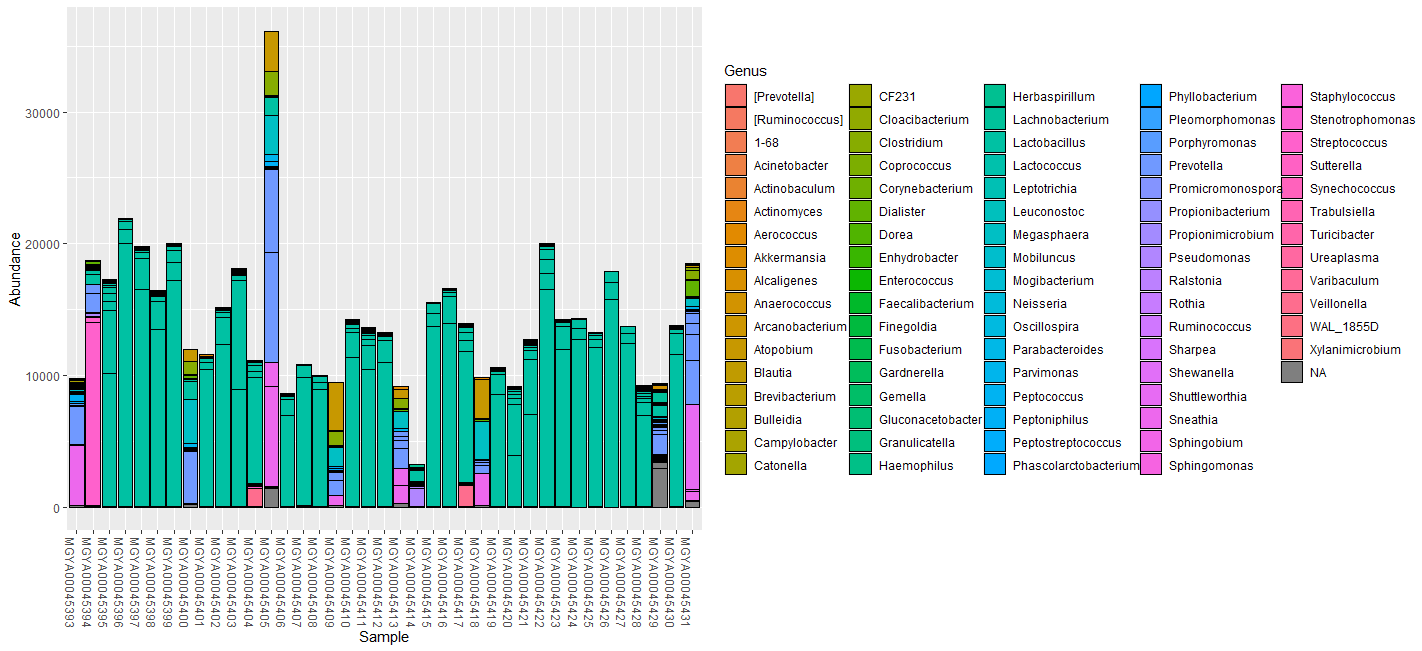 Abundance
30000
20000
10000
0
MGYA00045393
MGYA00045394
MGYA00045395
MGYA00045396
MGYA00045397
MGYA00045398
MGYA00045399
MGYA00045400
MGYA00045401
MGYA00045402
MGYA00045403
MGYA00045404
MGYA00045405
MGYA00045406
MGYA00045407
MGYA00045408
MGYA00045409
MGYA00045410
MGYA00045411
MGYA00045412
MGYA00045413
MGYA00045414
MGYA00045415
MGYA00045416
MGYA00045417
MGYA00045418
MGYA00045419
MGYA00045420
MGYA00045421
MGYA00045422
MGYA00045423
MGYA00045424
MGYA00045425
MGYA00045426
MGYA00045427
MGYA00045428
MGYA00045429
MGYA00045430
MGYA00045431
Sample
Genus
[Prevotella]
[Ruminococcus]
1-68
Acinetobacter
Actinobaculum
Actinomyces
Aerococcus
Akkermansia
Alcaligenes
Anaerococcus
Arcanobacterium
Atopobium
Blautia
Brevibacterium
Bulleidia
Campylobacter
Catonella
CF231
Cloacibacterium
Clostridium
Coprococcus
Corynebacterium
Dialister
Dorea
Enhydrobacter
Enterococcus
Faecalibacterium
Finegoldia
Fusobacterium
Gardnerella
Gemella
Gluconacetobacter
Granulicatella
Haemophilus
Herbaspirillum
Lachnobacterium
Lactobacillus
Lactococcus
Leptotrichia
Leuconostoc
Megasphaera
Mobiluncus
Mogibacterium
Neisseria
Oscillospira
Parabacteroides
Parvimonas
Peptococcus
Peptoniphilus
Peptostreptococcus
Phascolarctobacterium
Phyllobacterium
Pleomorphomonas
Porphyromonas
Prevotella
Promicromonospora
Propionibacterium
Propionimicrobium
Pseudomonas
Ralstonia
Rothia
Ruminococcus
Sharpea
Shewanella
Shuttleworthia
Sneathia
Sphingobium
Sphingomonas
Staphylococcus
Stenotrophomonas
Streptococcus
Sutterella
Synechococcus
Trabulsiella
Turicibacter
Ureaplasma
Varibaculum
Veillonella
WAL_1855D
Xylanimicrobium
NA